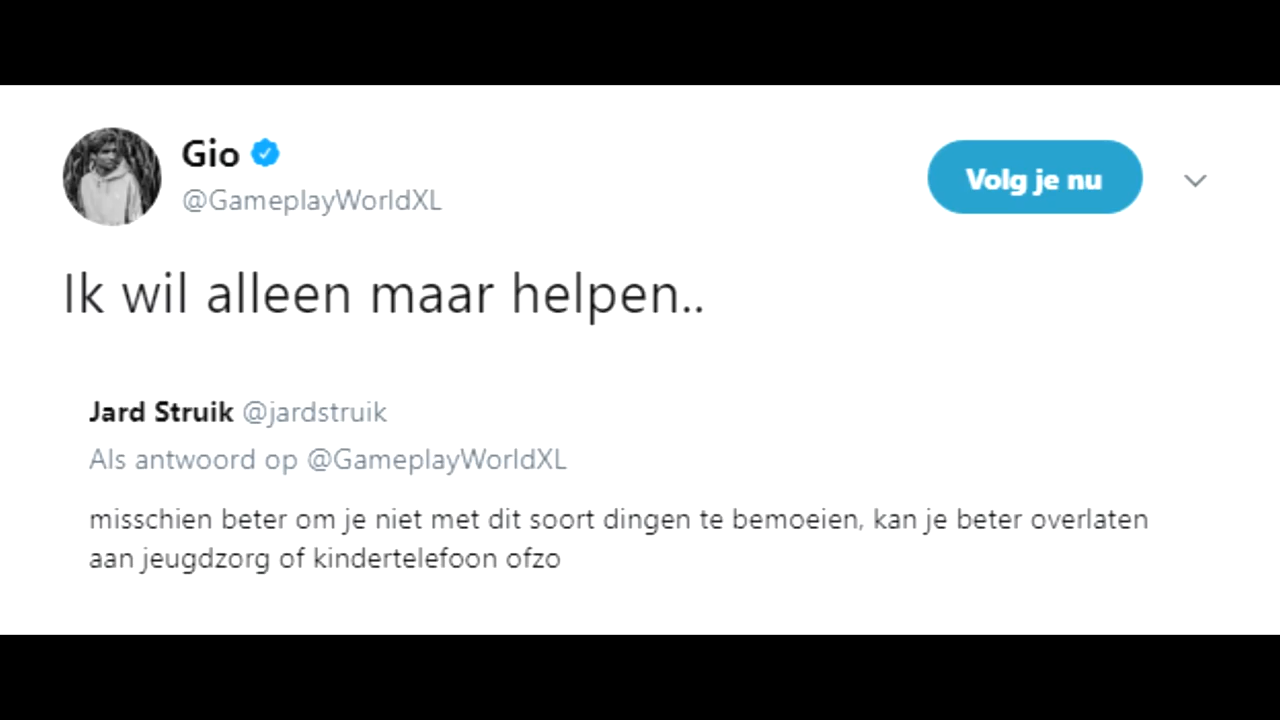 Gio
@GameplayWorldXL
Volg je nu
Ik wil alleen maar helpen..
Jard Struik @jardstruik
Als antwoord op @GameplayWorldXL
misschien beter om je niet met dit soort dingen te bemoeien, kan je beter overlaten
aan jeugdzorg of kindertelefoon ofzo